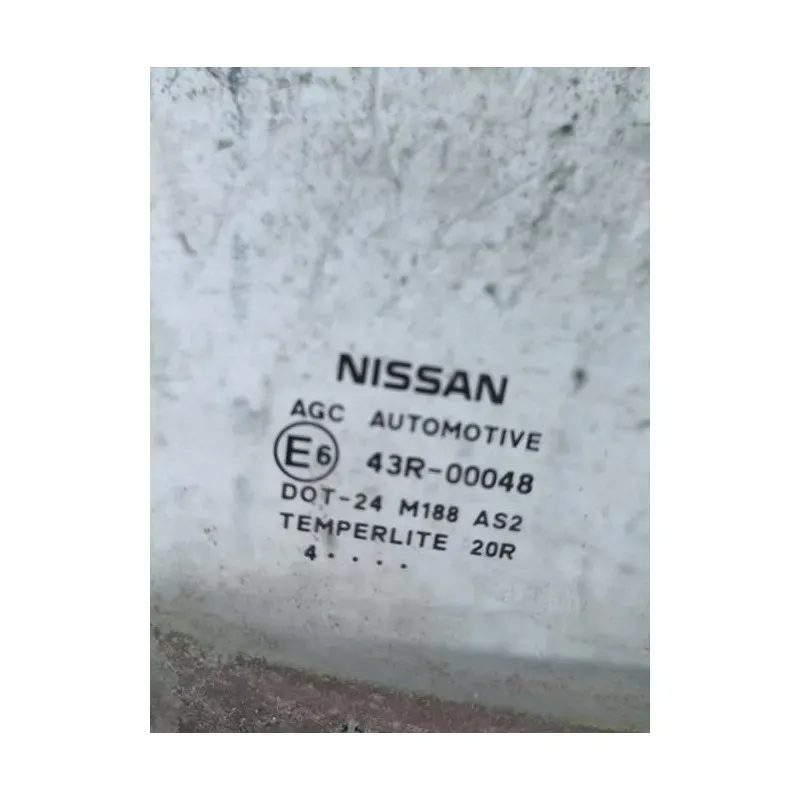 NISSAN
AGC AUTOMOTIVE
E6 43R-00048
DOT-24 M188 AS2
TEMPERLITE 20R
4 · · · ·